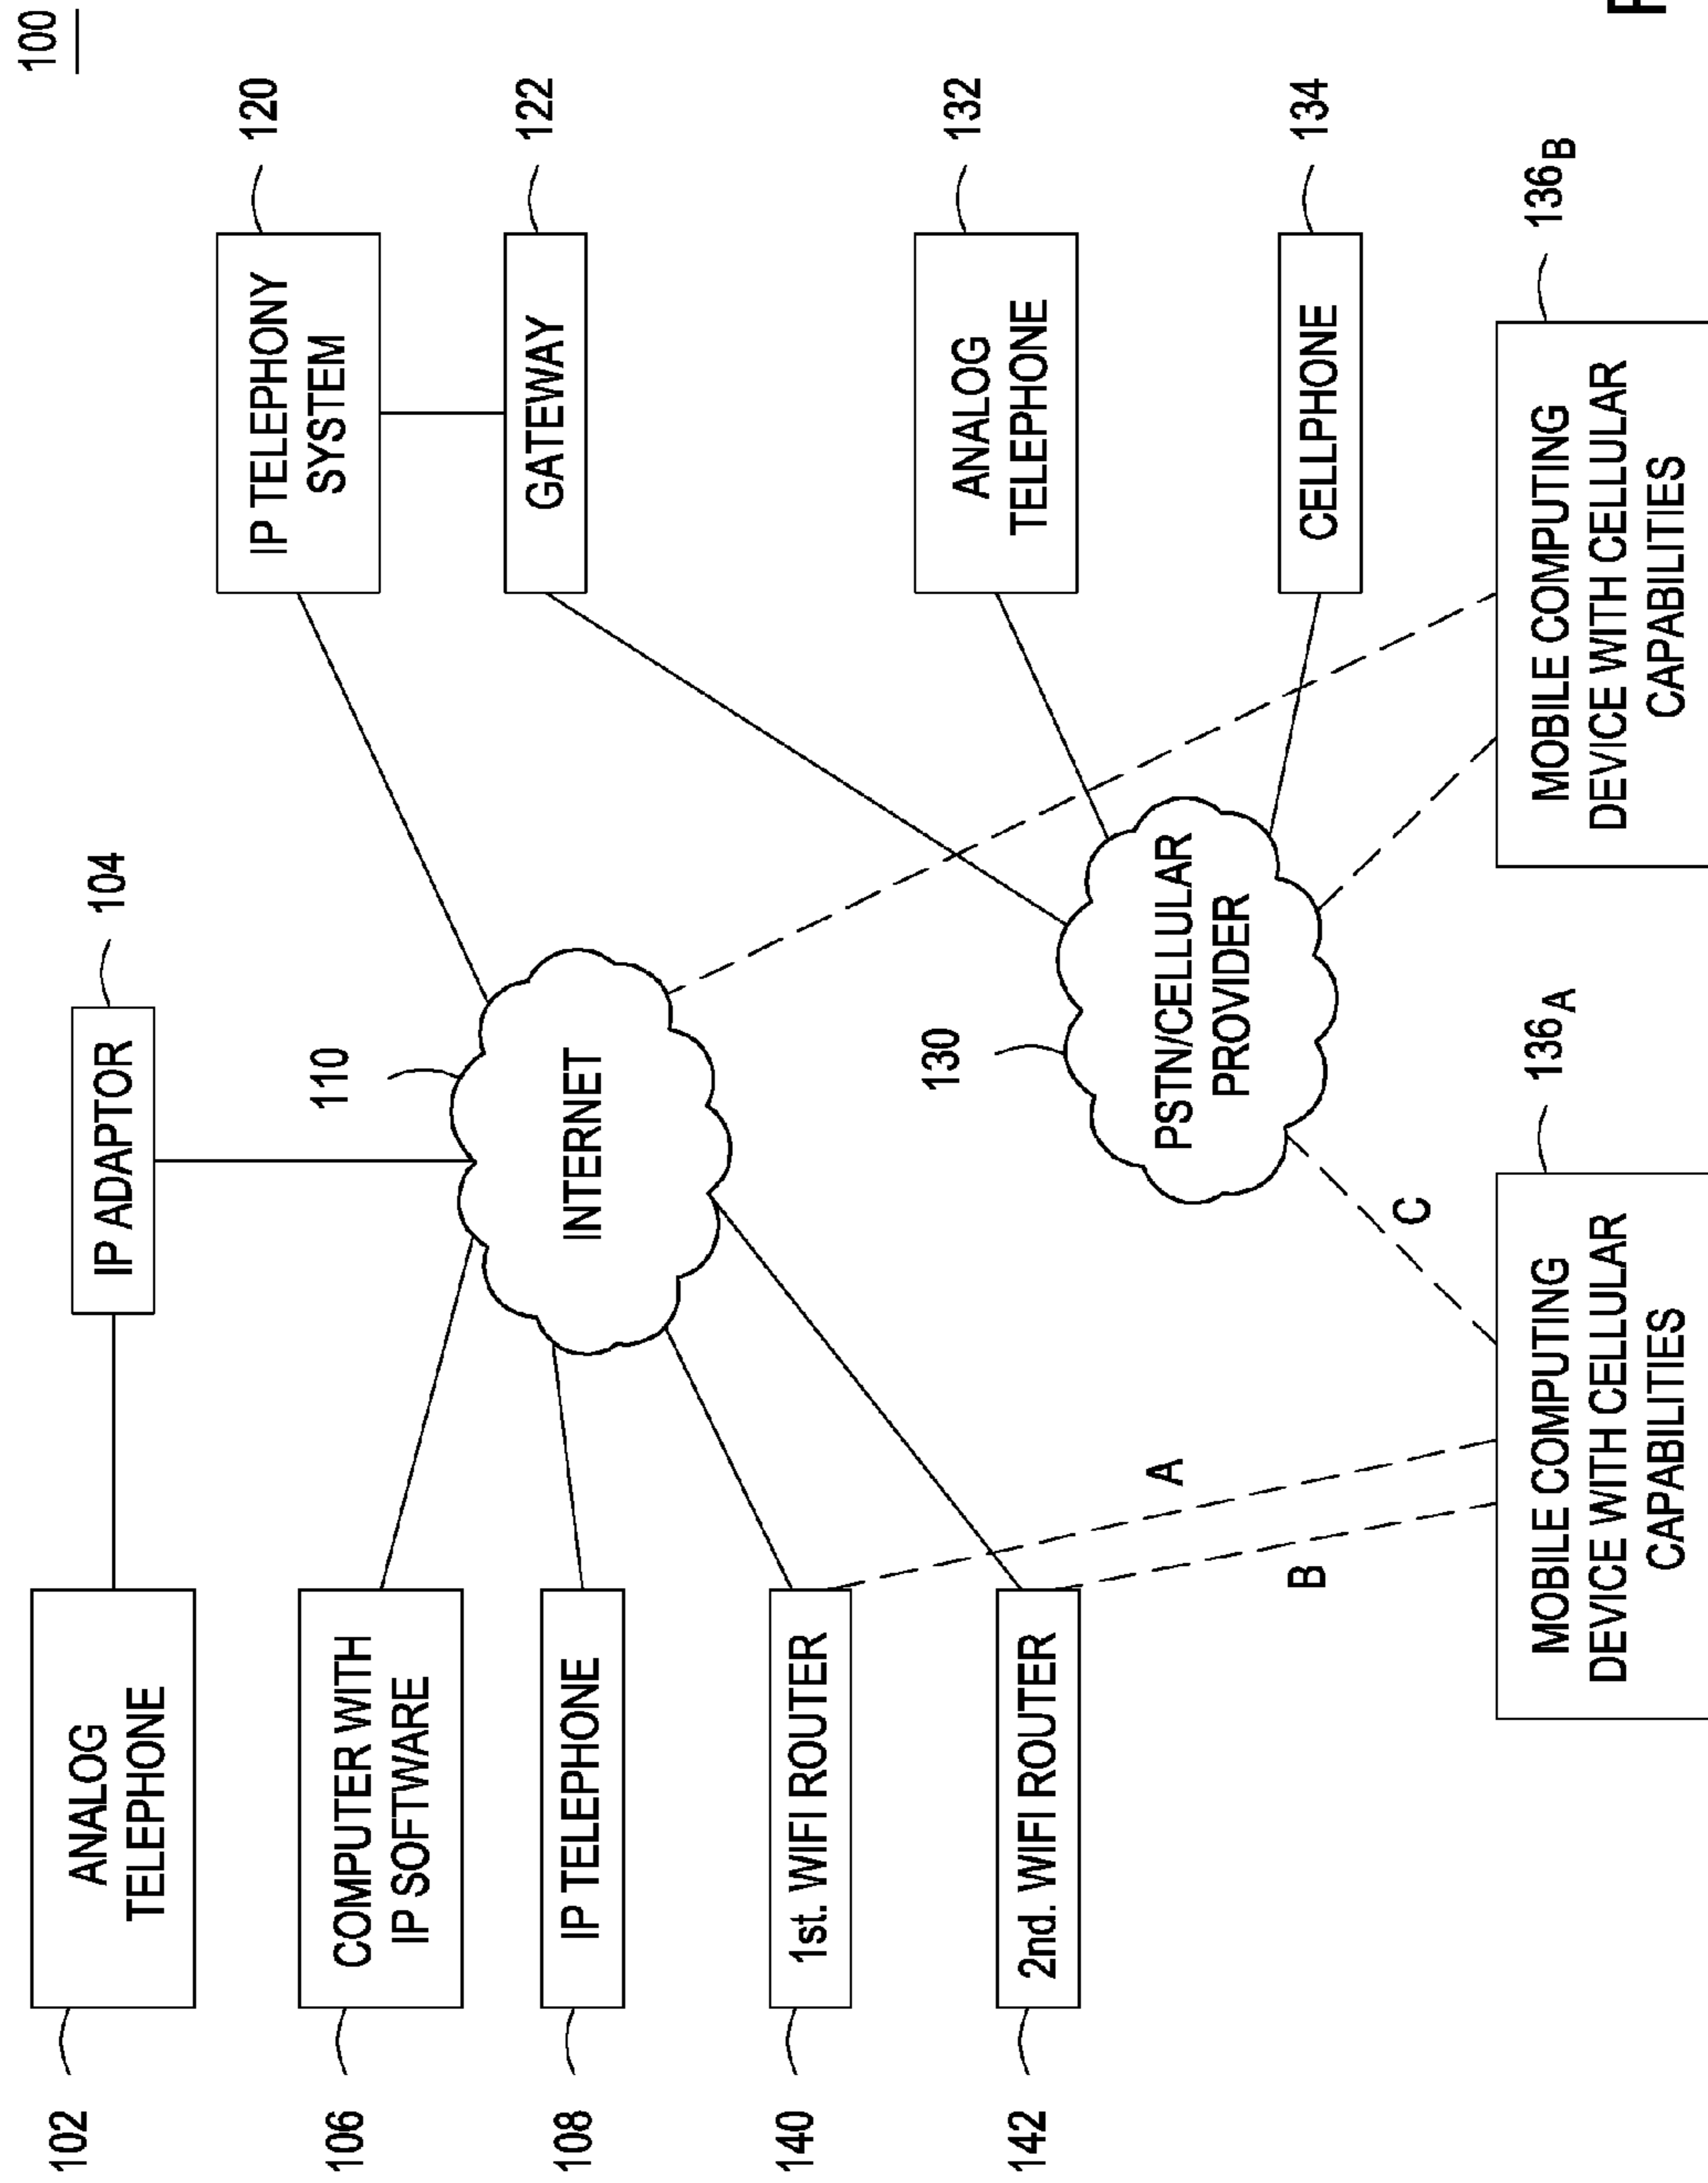 100
102
ANALOG
TELEPHONE
IP ADAPTOR
104
IP TELEPHONY
SYSTEM
120
106
COMPUTER WITH
IP SOFTWARE
110
108
IP TELEPHONE
INTERNET
GATEWAY
122
140
1st. WIFI ROUTER
142
2nd. WIFI ROUTER
130
ANALOG
TELEPHONE
132
A
PSTN/CELLULAR
PROVIDER
B
CELLPHONE
134
C
MOBILE COMPUTING
DEVICE WITH CELLULAR
CAPABILITIES
136A
MOBILE COMPUTING
DEVICE WITH CELLULAR
CAPABILITIES
136B